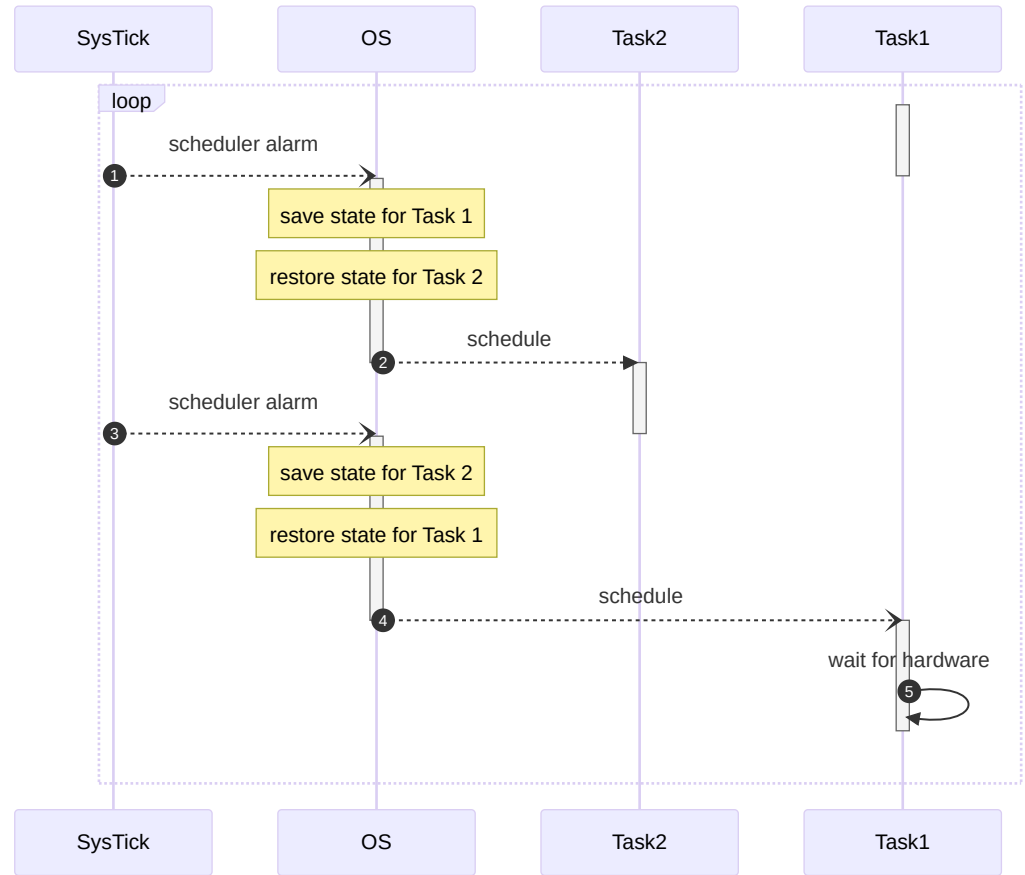 SysTick
OS
Task2
Task1
loop
scheduler alarm
1
save state for Task 1
restore state for Task 2
schedule
2
scheduler alarm
3
save state for Task 2
restore state for Task 1
schedule
4
wait for hardware
5
SysTick
OS
Task2
Task1